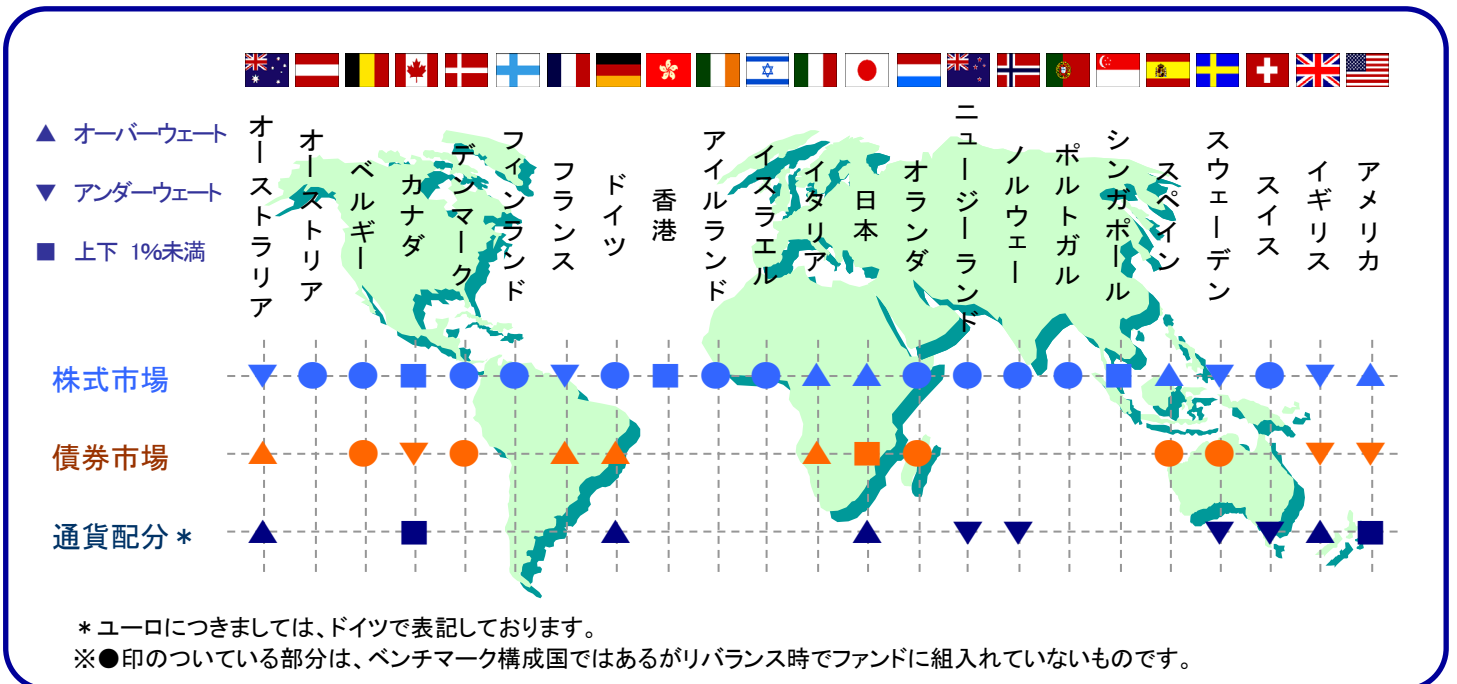 ▲ オーバーウェート
▼ アンダーウェート
■ 上下 1%未満
オーストラリア
オーストリア
ベルギー
カナダ
デンマーク
フィンランド
フランス
ドイツ
香港
アイルランド
イスラエル
イタリア
日本
オランダ
ニュージーランド
ノルウェー
ポルトガル
シンガポール
スペイン
スウェーデン
スイス
イギリス
アメリカ
株式市場
債券市場
通貨配分*
*ユーロにつきましては、ドイツで表記しております。
※●印のついている部分は、ベンチマーク構成国ではあるがリバランス時でファンドに組入れていないものです。